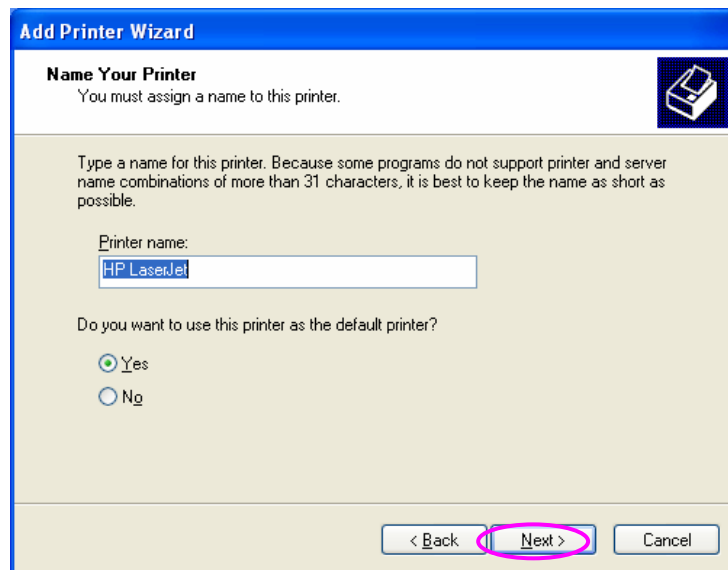 Add Printer Wizard
Name Your Printer
You must assign a name to this printer.
Type a name for this printer. Because some programs do not support printer and server
name combinations of more than 31 characters, it is best to keep the name as short as
possible.
Printer name:
HP LaserJet
Do you want to use this printer as the default printer?
Yes
No
< Back Next > Cancel